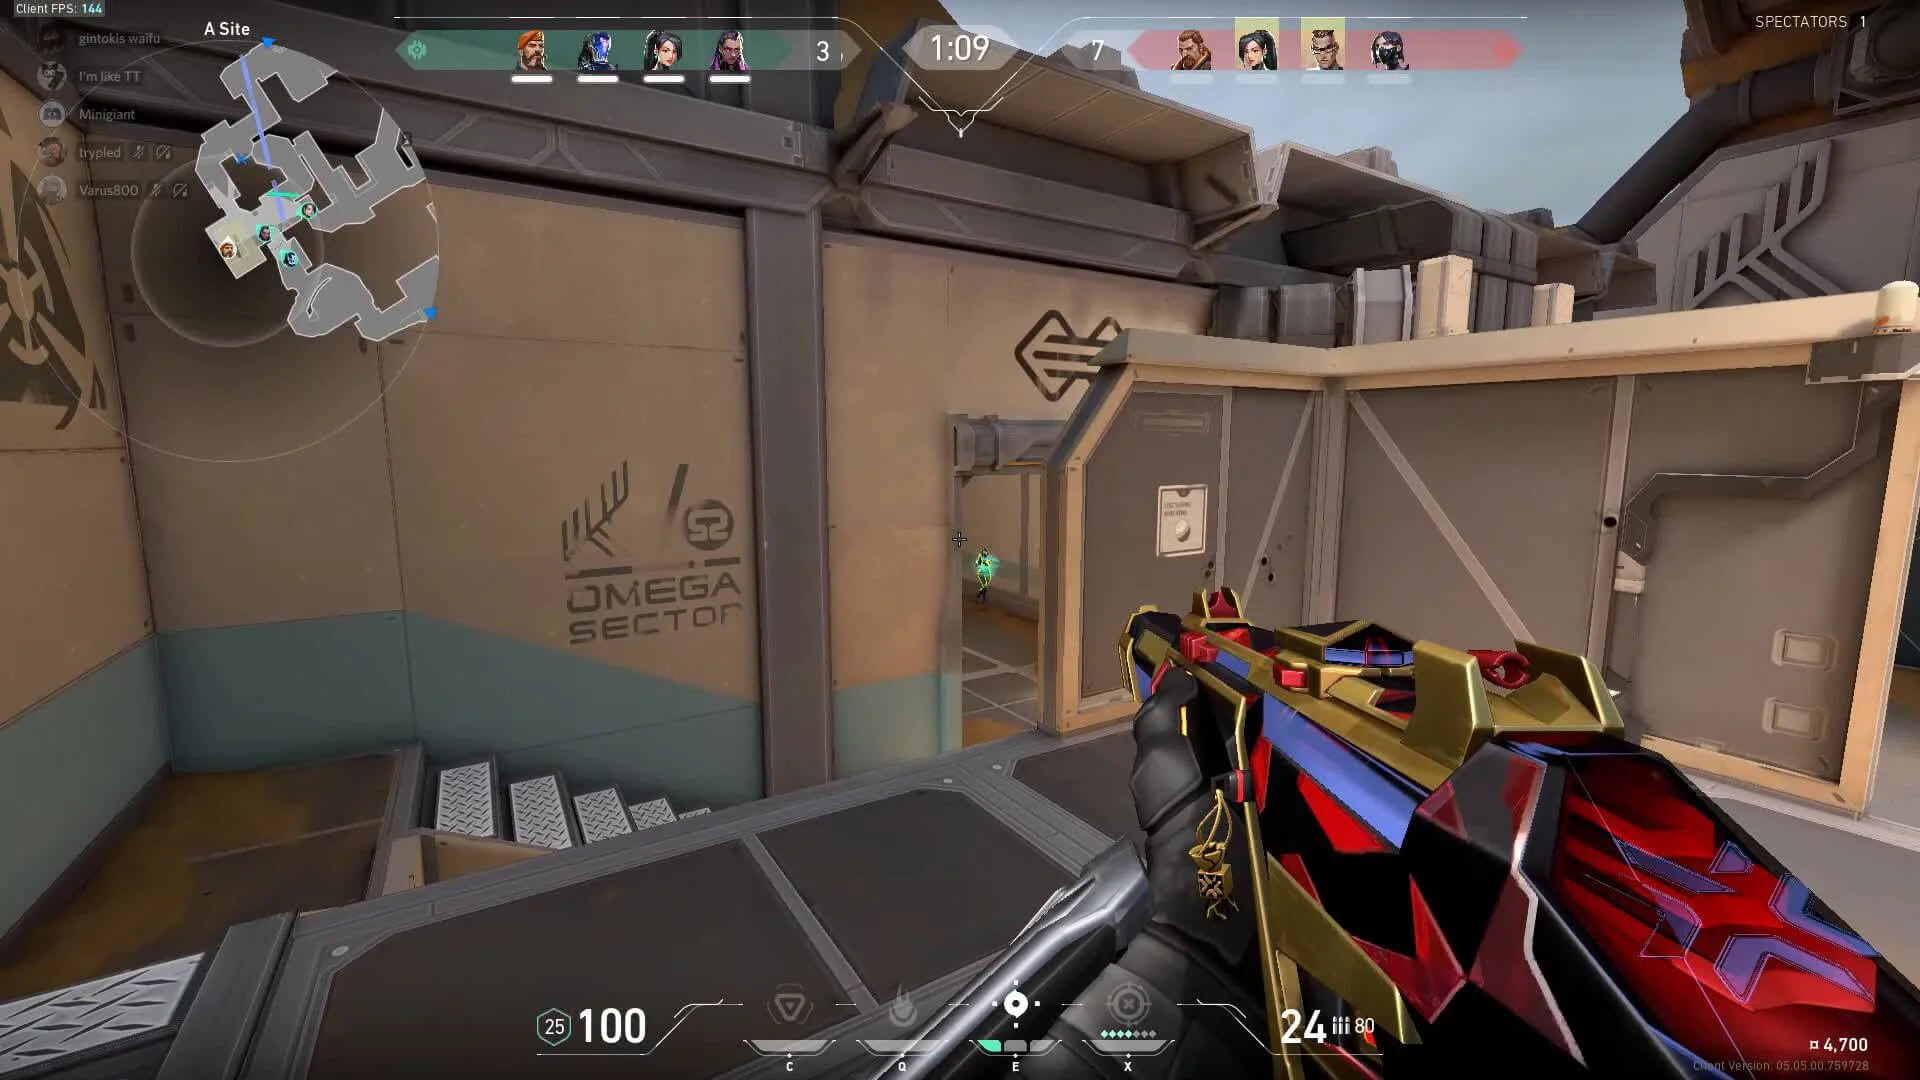 Client FPS: 144
gintokis waifu
I'm like TT
Minigiant
trypled
Varus800
A Site
3
1:09
7
SPECTATORS 1
OMEGA
SECTOR
25 100
C
Q
E
X
24 80
¤ 4,700
Client Version: 05.05.00.759728